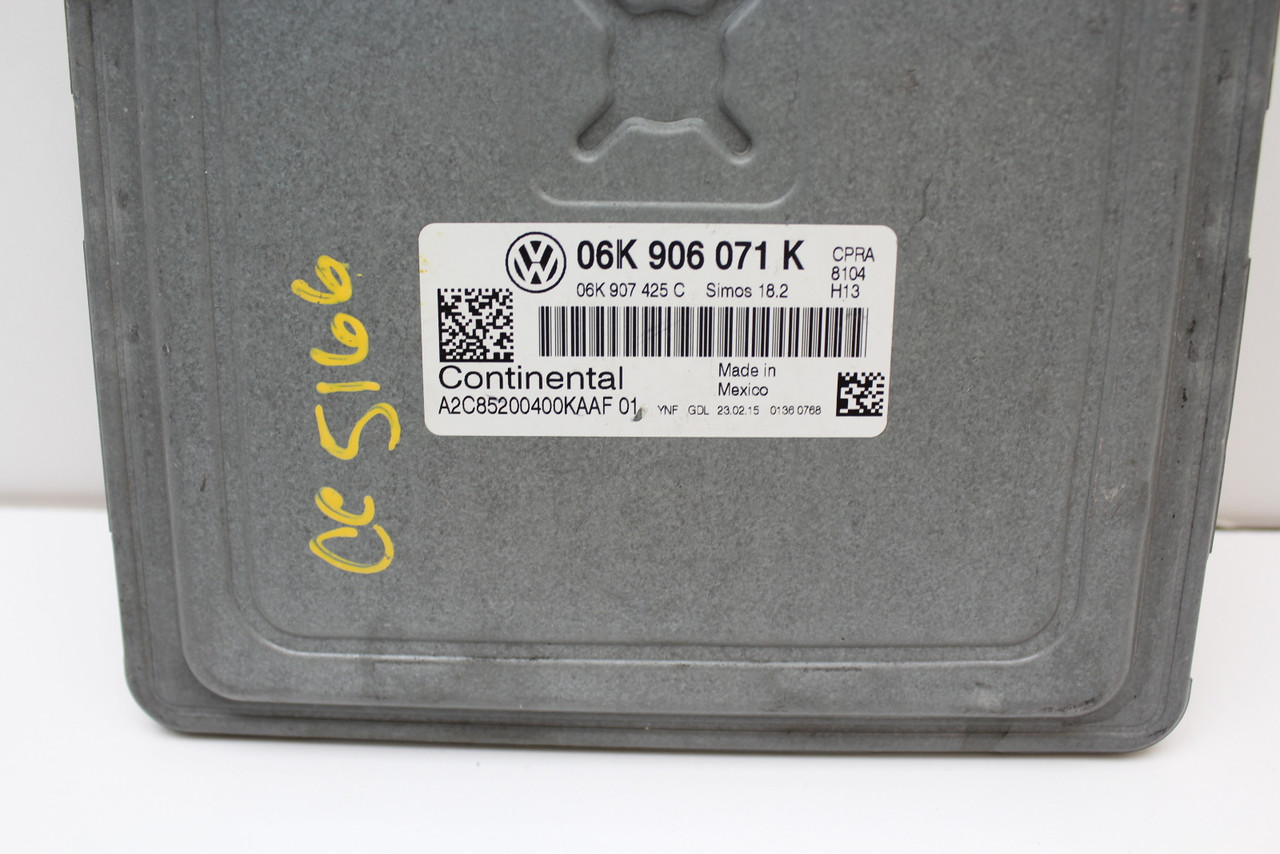 06K 906 071 K
CPRA
8104
H13
06K 907 425 C Simos 18.2
Continental
Made in
Mexico
A2C85200400KAAF 01
YNF GDL 23.02.15 0136 0768
CE 5166